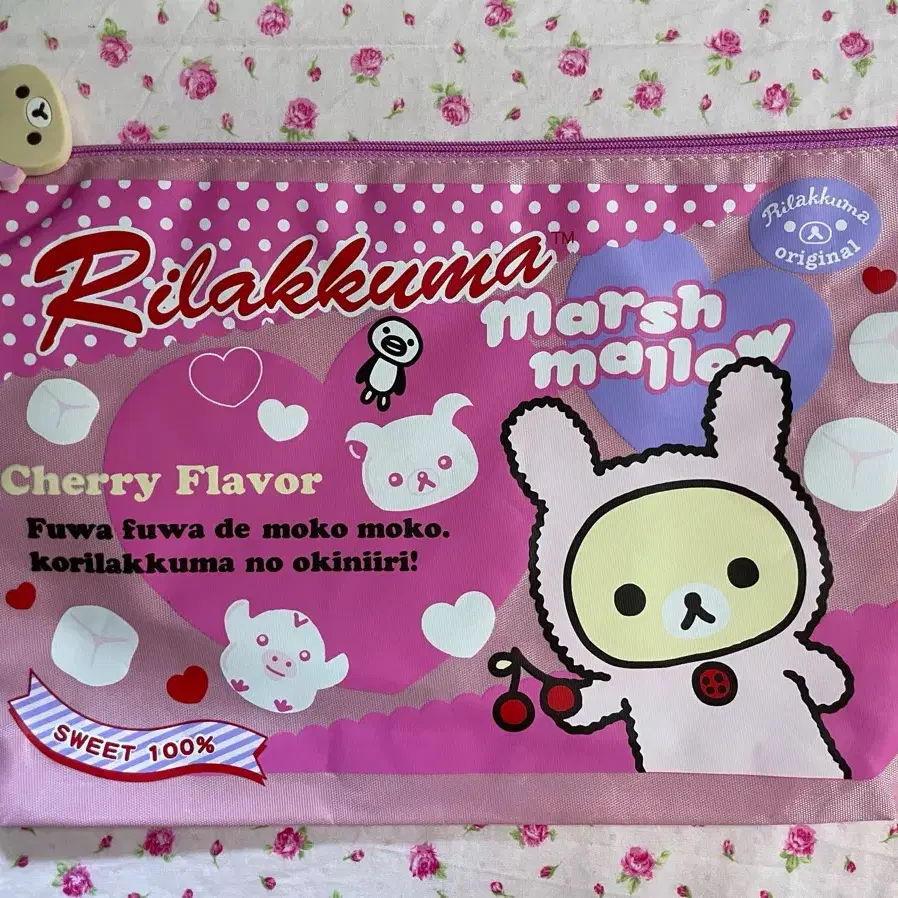 Rilakkuma™
Rilakkuma
original
marsh
mallow
Cherry Flavor
Fuwa fuwa de moko moko.
korilakkuma no okiniiri!
SWEET 100%